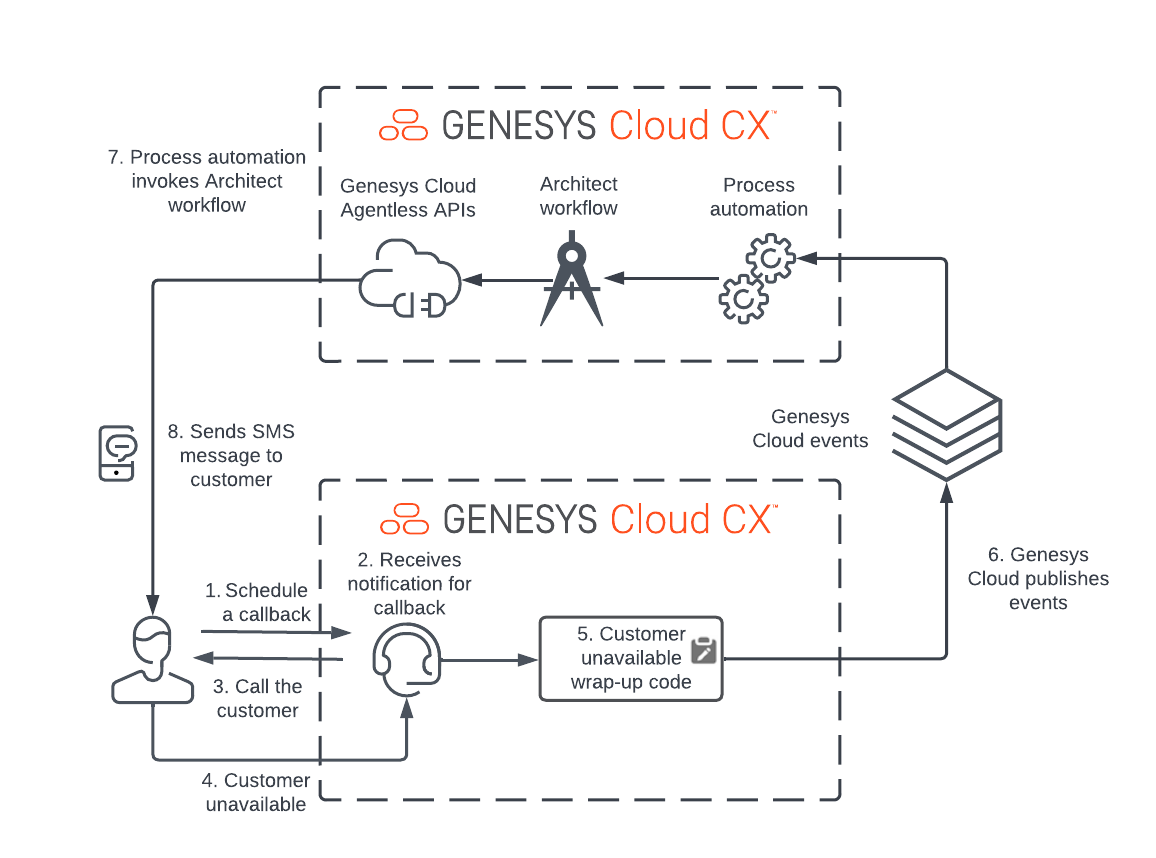 GENESYS Cloud CX™
7. Process automation
invokes Architect
workflow
Genesys Cloud
Agentless APIs
Architect
workflow
Process
automation
Genesys
Cloud events
8. Sends SMS
message to
customer
GENESYS Cloud CX™
2. Receives
notification for
callback
1. Schedule
a callback
6. Genesys
Cloud publishes
events
5. Customer
unavailable
wrap-up code
3. Call the
customer
4. Customer
unavailable